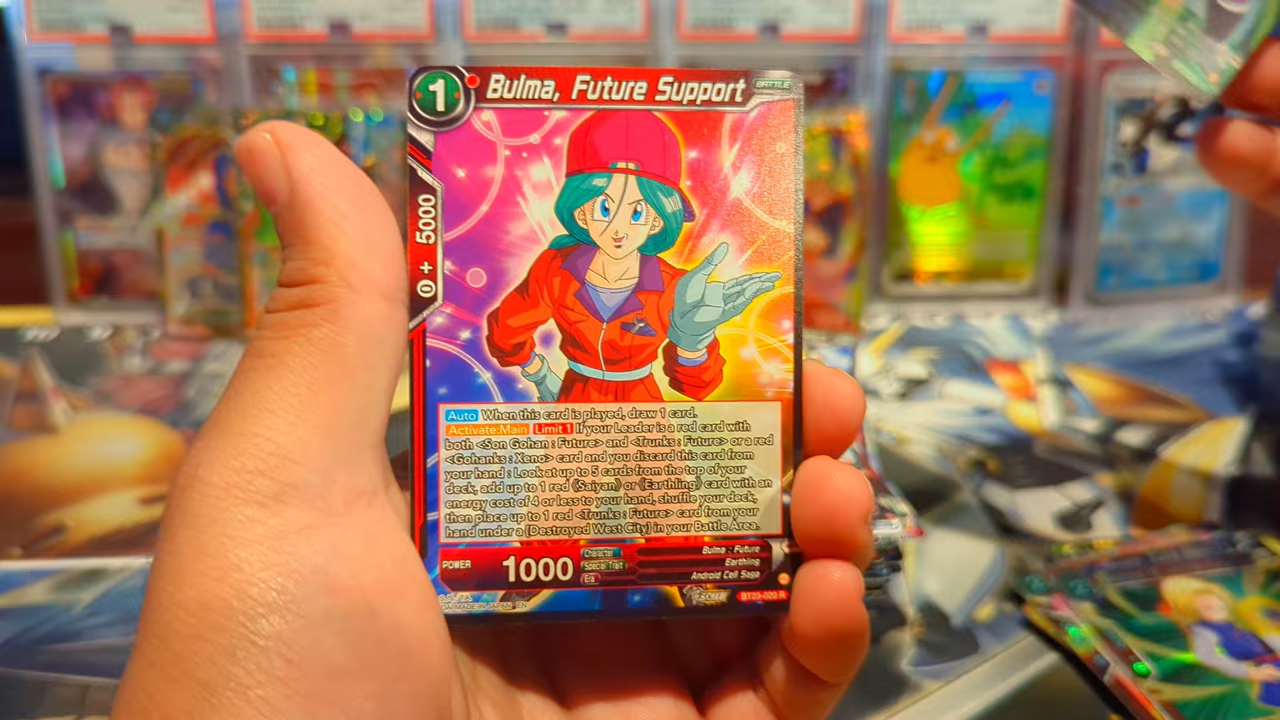 1
Bulma, Future Support
BATTLE
0 + 5000
Auto When this card is played, draw 1 card.
Activate:Main Limit 1 If your Leader is a red card with
both <Son Gohan : Future> and <Trunks : Future> or a red
<Gohanks : Xeno> card and you discard this card from
your hand : Look at up to 5 cards from the top of your
deck, add up to 1 red 《Saiyan》 or 《Earthling》 card with an
energy cost of 4 or less to your hand, shuffle your deck,
then place up to 1 red <Trunks : Future> card from your
hand under a {Destroyed West City} in your Battle Area.
POWER 1000
Character Bulma : Future
Special Trait Earthling
Era Android Cell Saga
MADE IN JAPAN EN
BT23-020 R